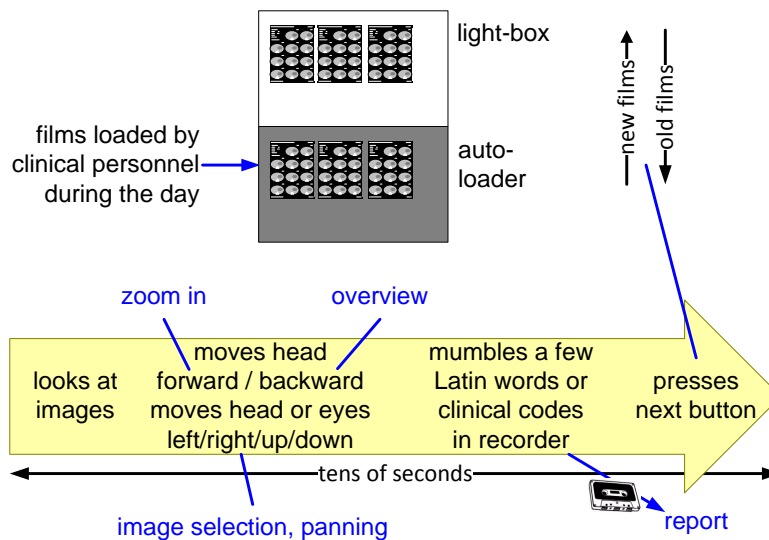 light-box
films loaded by
clinical personnel
during the day
auto-
loader
new films
old films
zoom in
overview
looks at
images
moves head
forward / backward
moves head or eyes
left/right/up/down
mumbles a few
Latin words or
clinical codes
in recorder
presses
next button
tens of seconds
image selection, panning
report